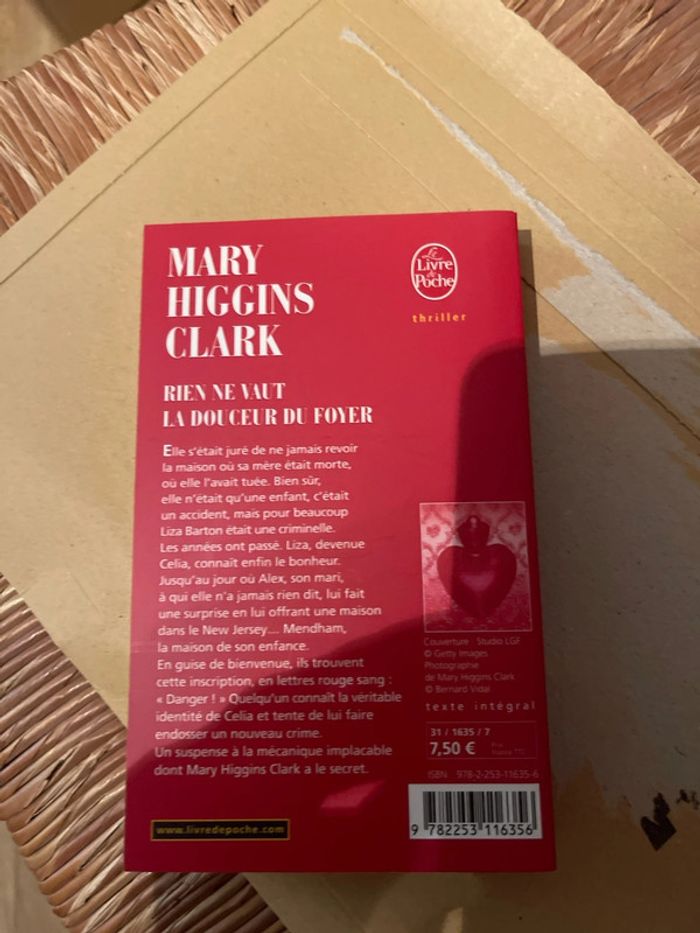 MARY
HIGGINS
CLARK
Le
Livre
de
Poche
thriller
RIEN NE VAUT
LA DOUCEUR DU FOYER
Elle s'était juré de ne jamais revoir
la maison où sa mère était morte,
où elle l'avait tuée. Bien sûr,
elle n'était qu'une enfant, c'était
un accident, mais pour beaucoup
Liza Barton était une criminelle.
Les années ont passé. Liza, devenue
Celia, connaît enfin le bonheur.
Jusqu'au jour où Alex, son mari,
à qui elle n'a jamais rien dit, lui fait
une surprise en lui offrant une maison
dans le New Jersey... Mendham,
la maison de son enfance.
En guise de bienvenue, ils trouvent
cette inscription, en lettres rouge sang :
« Danger ! » Quelqu'un connaît la véritable
identité de Celia et tente de lui faire
endosser un nouveau crime.
Un suspense à la mécanique implacable
dont Mary Higgins Clark a le secret.
www.livredepoche.com
Couverture : Studio LGF
© Getty Images
Photographie
de Mary Higgins Clark
© Bernard Vidal
texte intégral
31 / 1635 / 7
7,50 €
Prix
France TTC
ISBN 978-2-253-11635-6
9 782253 116356